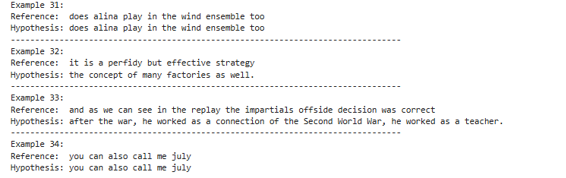 Example 31:
Reference:  does alina play in the wind ensemble too
Hypothesis: does alina play in the wind ensemble too
--------------------------------------------------------------------------------
Example 32:
Reference:  it is a perfidy but effective strategy
Hypothesis: the concept of many factories as well.
--------------------------------------------------------------------------------
Example 33:
Reference:  and as we can see in the replay the impartials offside decision was correct
Hypothesis: after the war, he worked as a connection of the Second World War, he worked as a teacher.
--------------------------------------------------------------------------------
Example 34:
Reference:  you can also call me july
Hypothesis: you can also call me july